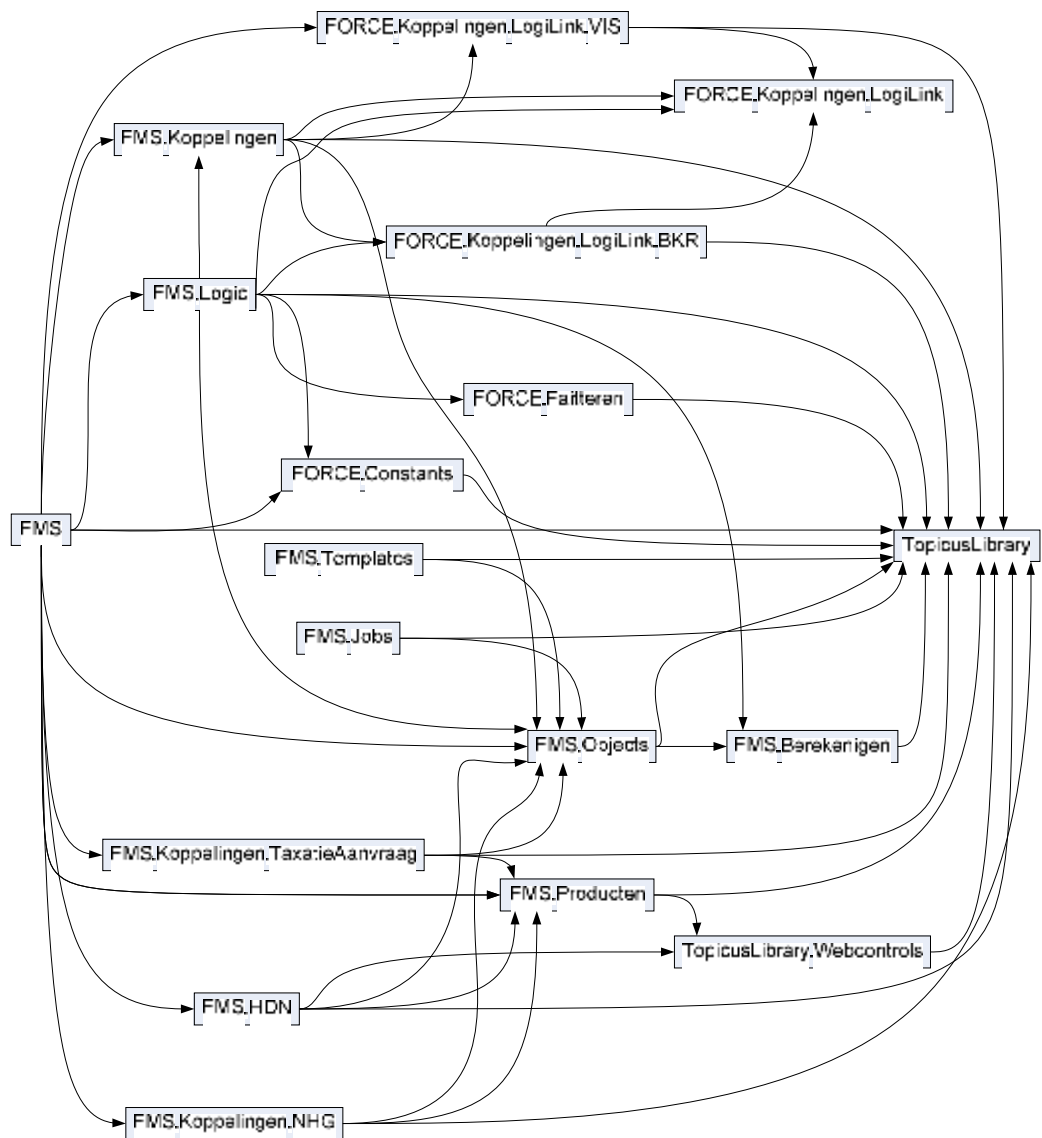 FORCE.Koppelingen.LogiLink.VIS
FORCE.Koppelingen.LogiLink
FMS.Koppelingen
FORCE.Koppelingen.LogiLink.BKR
FMS.Logic
FORCE.Faitteren
FORCE.Constants
FMS
TopicusLibrary
FMS.Templates
FMS.Jobs
FMS.Objects
FMS.Berekenigen
FMS.Koppelingen.TaxatieAanvraag
FMS.Producten
TopicusLibrary.Webcontrols
FMS.HDN
FMS.Koppelingen.NHG